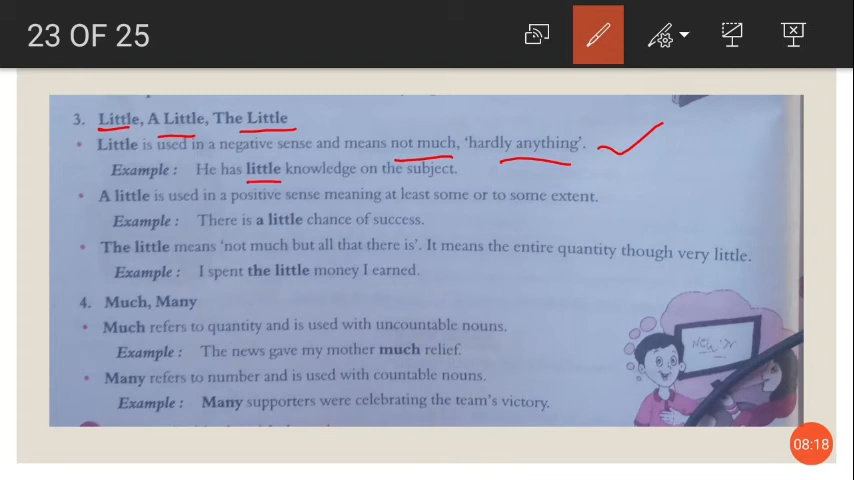 23 OF 25
3. Little, A Little, The Little
• Little is used in a negative sense and means not much, ‘hardly anything’.
Example : He has little knowledge on the subject.
• A little is used in a positive sense meaning at least some or to some extent.
Example : There is a little chance of success.
• The little means ‘not much but all that there is’. It means the entire quantity though very little.
Example : I spent the little money I earned.
4. Much, Many
• Much refers to quantity and is used with uncountable nouns.
Example : The news gave my mother much relief.
• Many refers to number and is used with countable nouns.
Example : Many supporters were celebrating the team's victory.
08:18